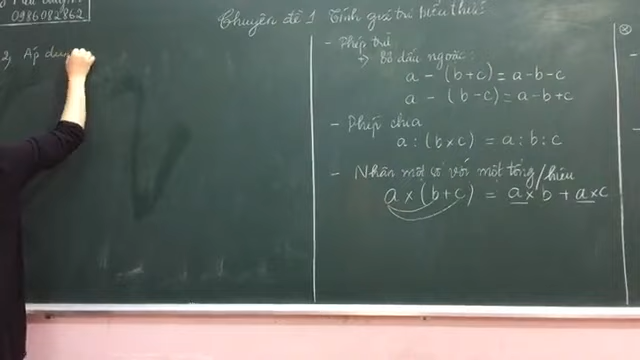 0986082862
Chuyên đề 1 Tính giá trị biểu thức
2, Áp dụn
- Phép trừ
→ Bỏ dấu ngoặc:
a - (b+c) = a-b-c
a - (b-c) = a-b+c
- Phép chia
a : (b×c) = a : b : c
- Nhân một số với một tổng/hiệu
a × (b+c) = a × b + a × c